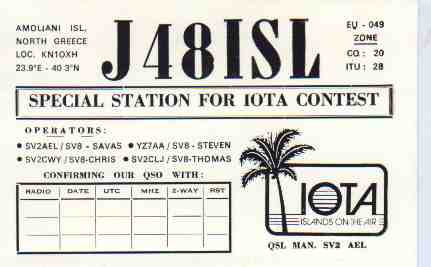 AMOLIANI ISL,
NORTH GREECE
LOC. KN10XH
23.9°E - 40.3°N
J48ISL
EU - 049
ZONE
CQ : 20
ITU : 28
SPECIAL STATION FOR IOTA CONTEST
OPERATORS:
● SV2AEL/SV8 - SAVAS ● YZ7AA/SV8 - STEVEN
● SV2CWY/SV8-CHRIS ● SV2CLJ/SV8-THOMAS
CONFIRMING OUR QSO WITH:
RADIO DATE UTC MHZ 2-WAY RST
IOTA
ISLANDS ON THE AIR
QSL MAN. SV2 AEL